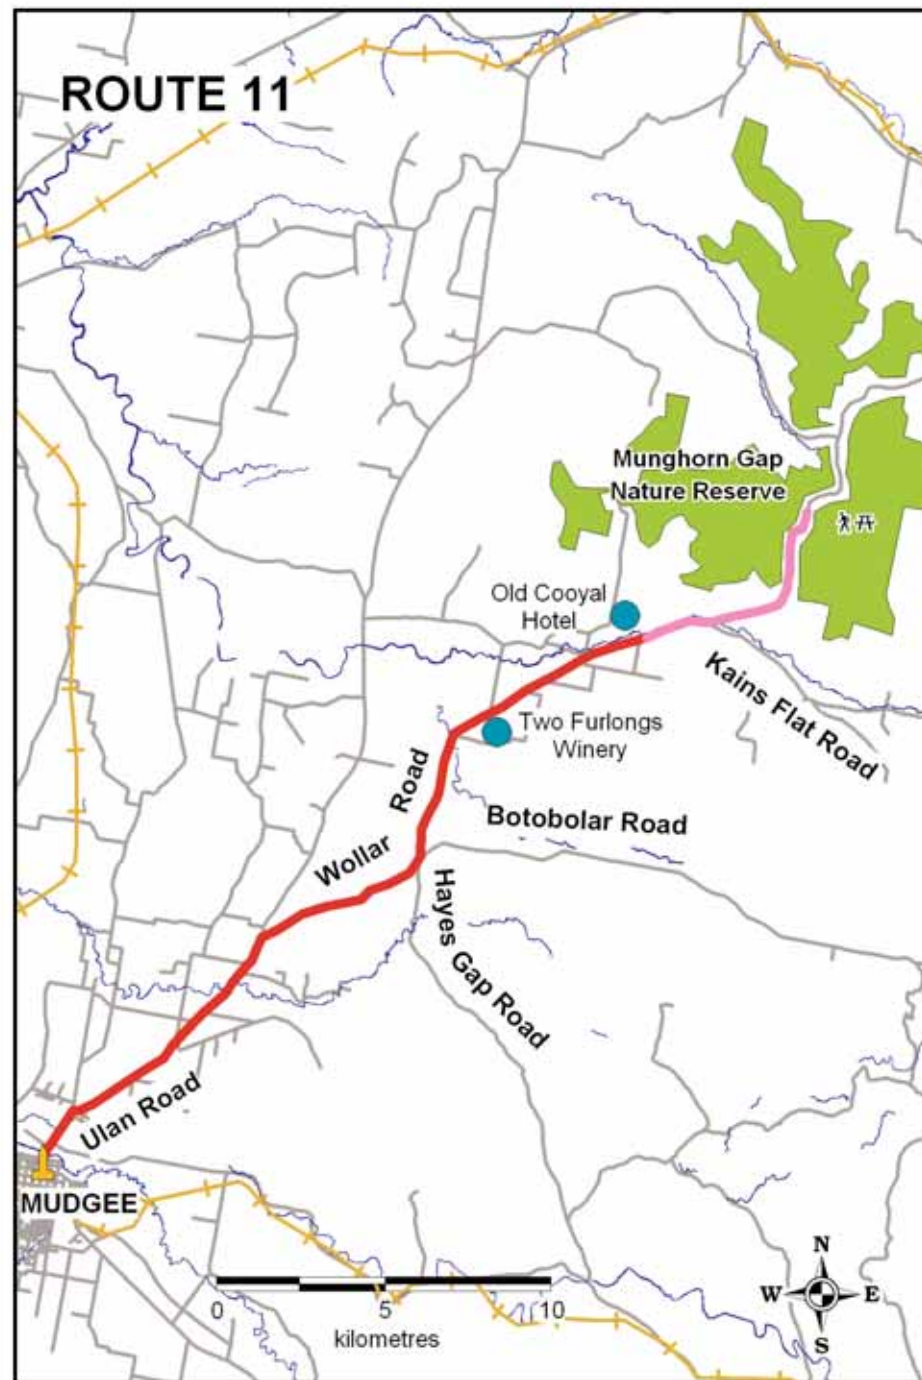 ROUTE 11
Munghorn Gap
Nature Reserve
Old Cooyal
Hotel
Kains Flat Road
Two Furlongs
Winery
Wollar Road
Botobolar Road
Hayes Gap Road
Ulan Road
MUDGEE
N
W E
S
0 5 10
kilometres